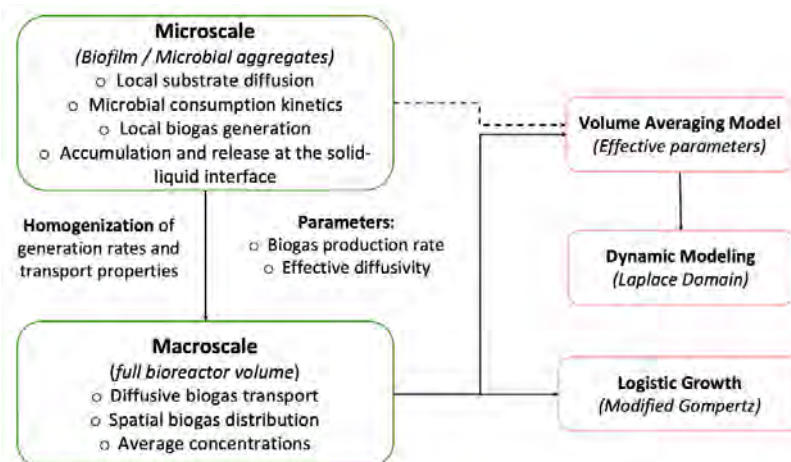 Microscale
(Biofilm / Microbial aggregates)
o Local substrate diffusion
o Microbial consumption kinetics
o Local biogas generation
o Accumulation and release at the solid-
liquid interface
Homogenization of
generation rates and
transport properties
Parameters:
o Biogas production rate
o Effective diffusivity
Macroscale
(full bioreactor volume)
o Diffusive biogas transport
o Spatial biogas distribution
o Average concentrations
Volume Averaging Model
(Effective parameters)
Dynamic Modeling
(Laplace Domain)
Logistic Growth
(Modified Gompertz)